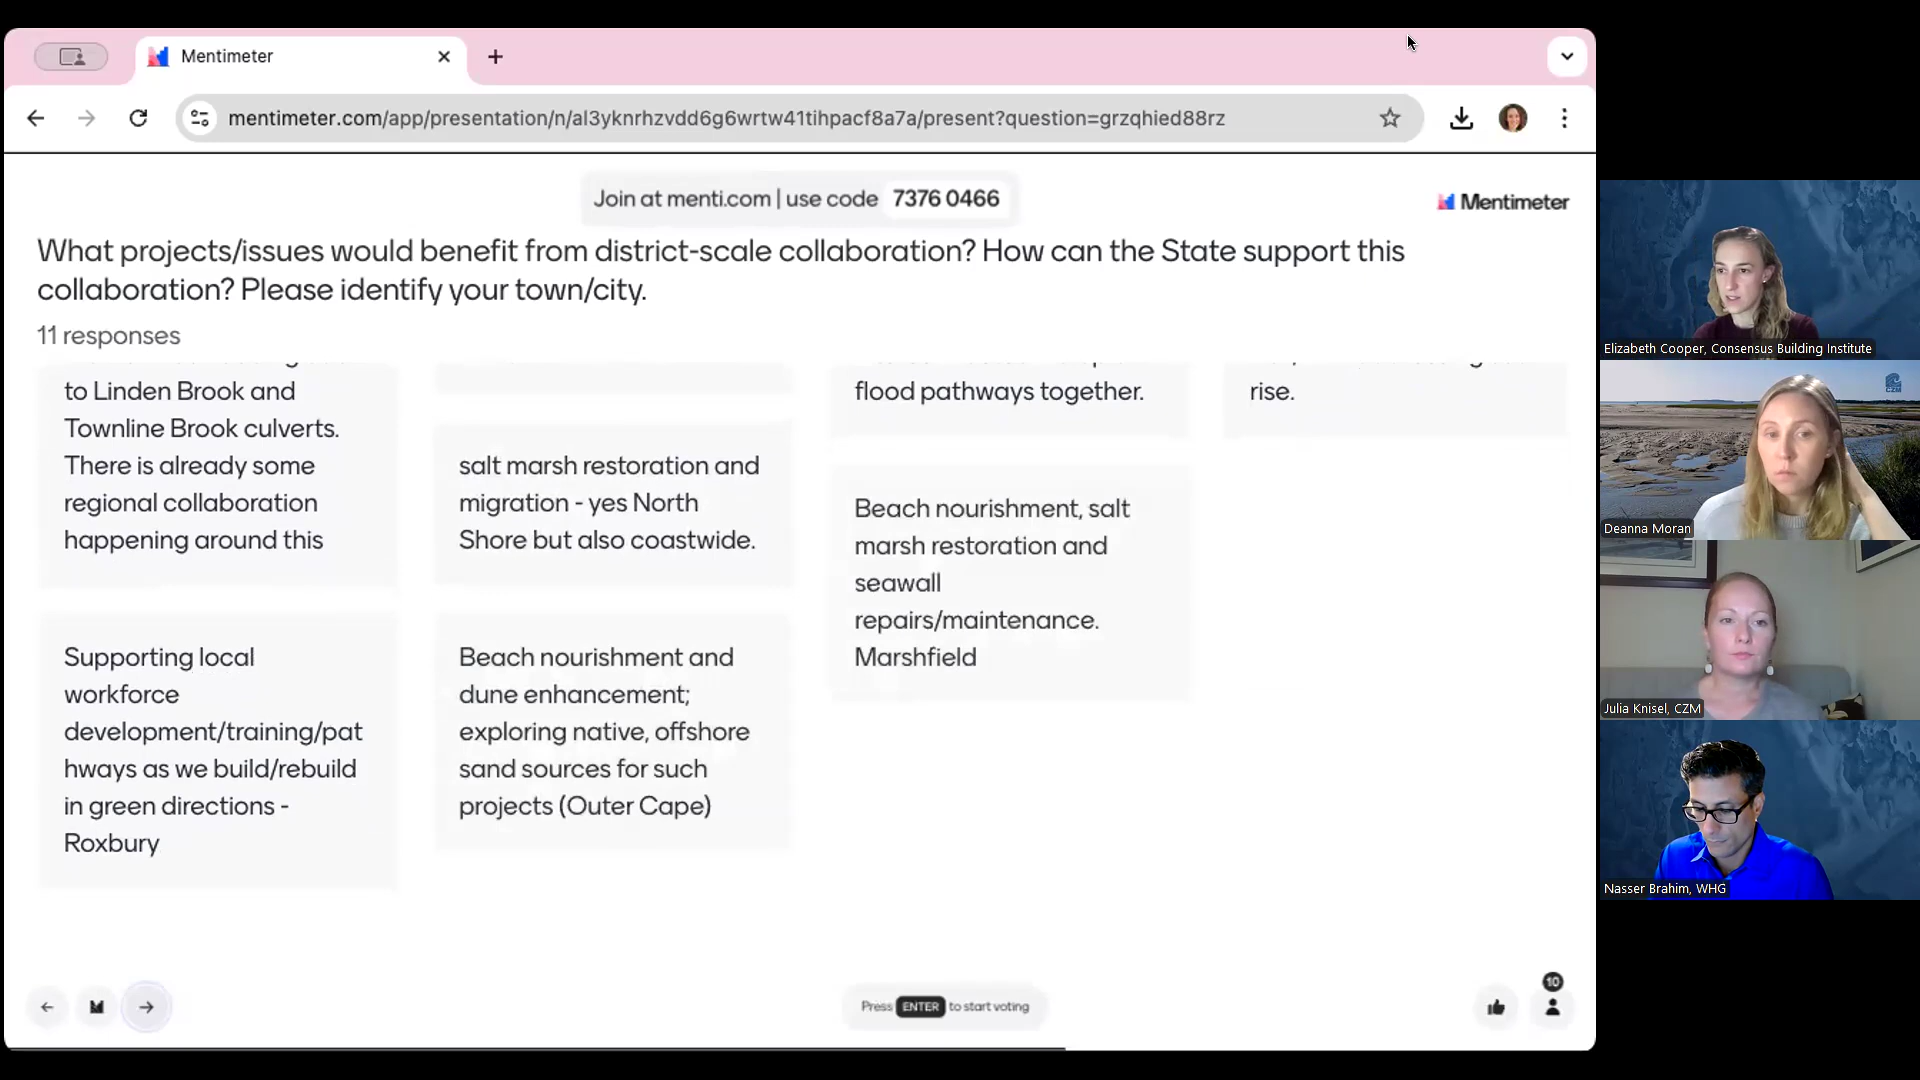 Mentimeter
mentimeter.com/app/presentation/n/al3yknrhzvdd6g6wrtw41tihpacf8a7a/present?question=grzqhied88rz
Join at menti.com | use code 7376 0466
Mentimeter
What projects/issues would benefit from district-scale collaboration? How can the State support this
collaboration? Please identify your town/city.
11 responses
to Linden Brook and
Townline Brook culverts.
There is already some
regional collaboration
happening around this
Supporting local
workforce
development/training/pat
hways as we build/rebuild
in green directions -
Roxbury
salt marsh restoration and
migration - yes North
Shore but also coastwide.
Beach nourishment and
dune enhancement;
exploring native, offshore
sand sources for such
projects (Outer Cape)
flood pathways together.
Beach nourishment, salt
marsh restoration and
seawall
repairs/maintenance.
Marshfield
rise.
Press ENTER to start voting
10
Elizabeth Cooper, Consensus Building Institute
CZM
Deanna Moran
Julia Knisel, CZM
Nasser Brahim, WHG